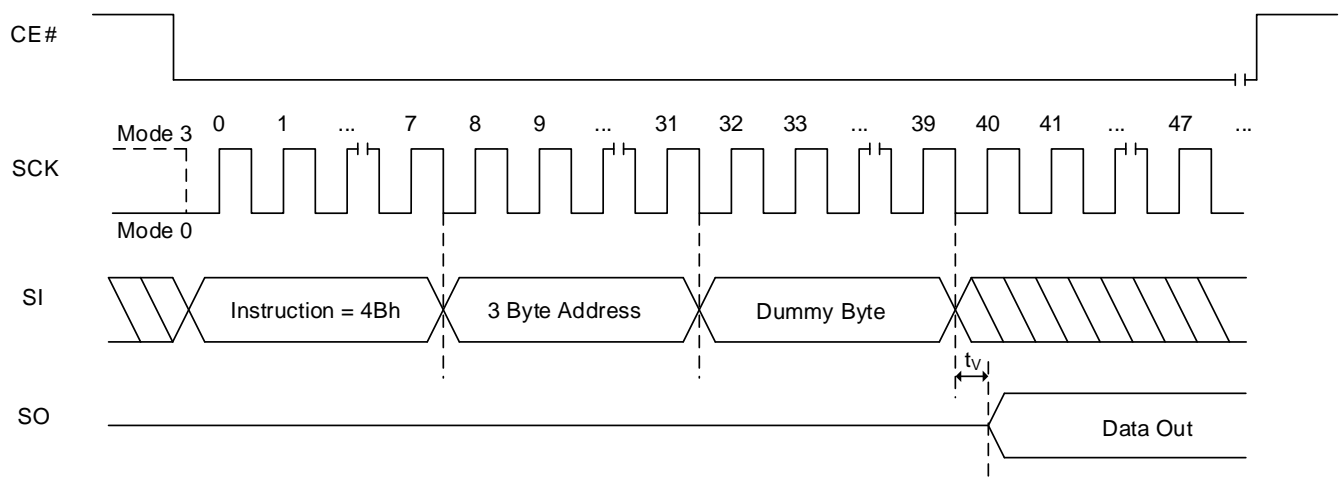 CE#
SCK
Mode 3
0 1 ... 7 8 9 ... 31 32 33 ... 39 40 41 ... 47 ...
Mode 0
SI
Instruction = 4Bh
3 Byte Address
Dummy Byte
tV
SO
Data Out